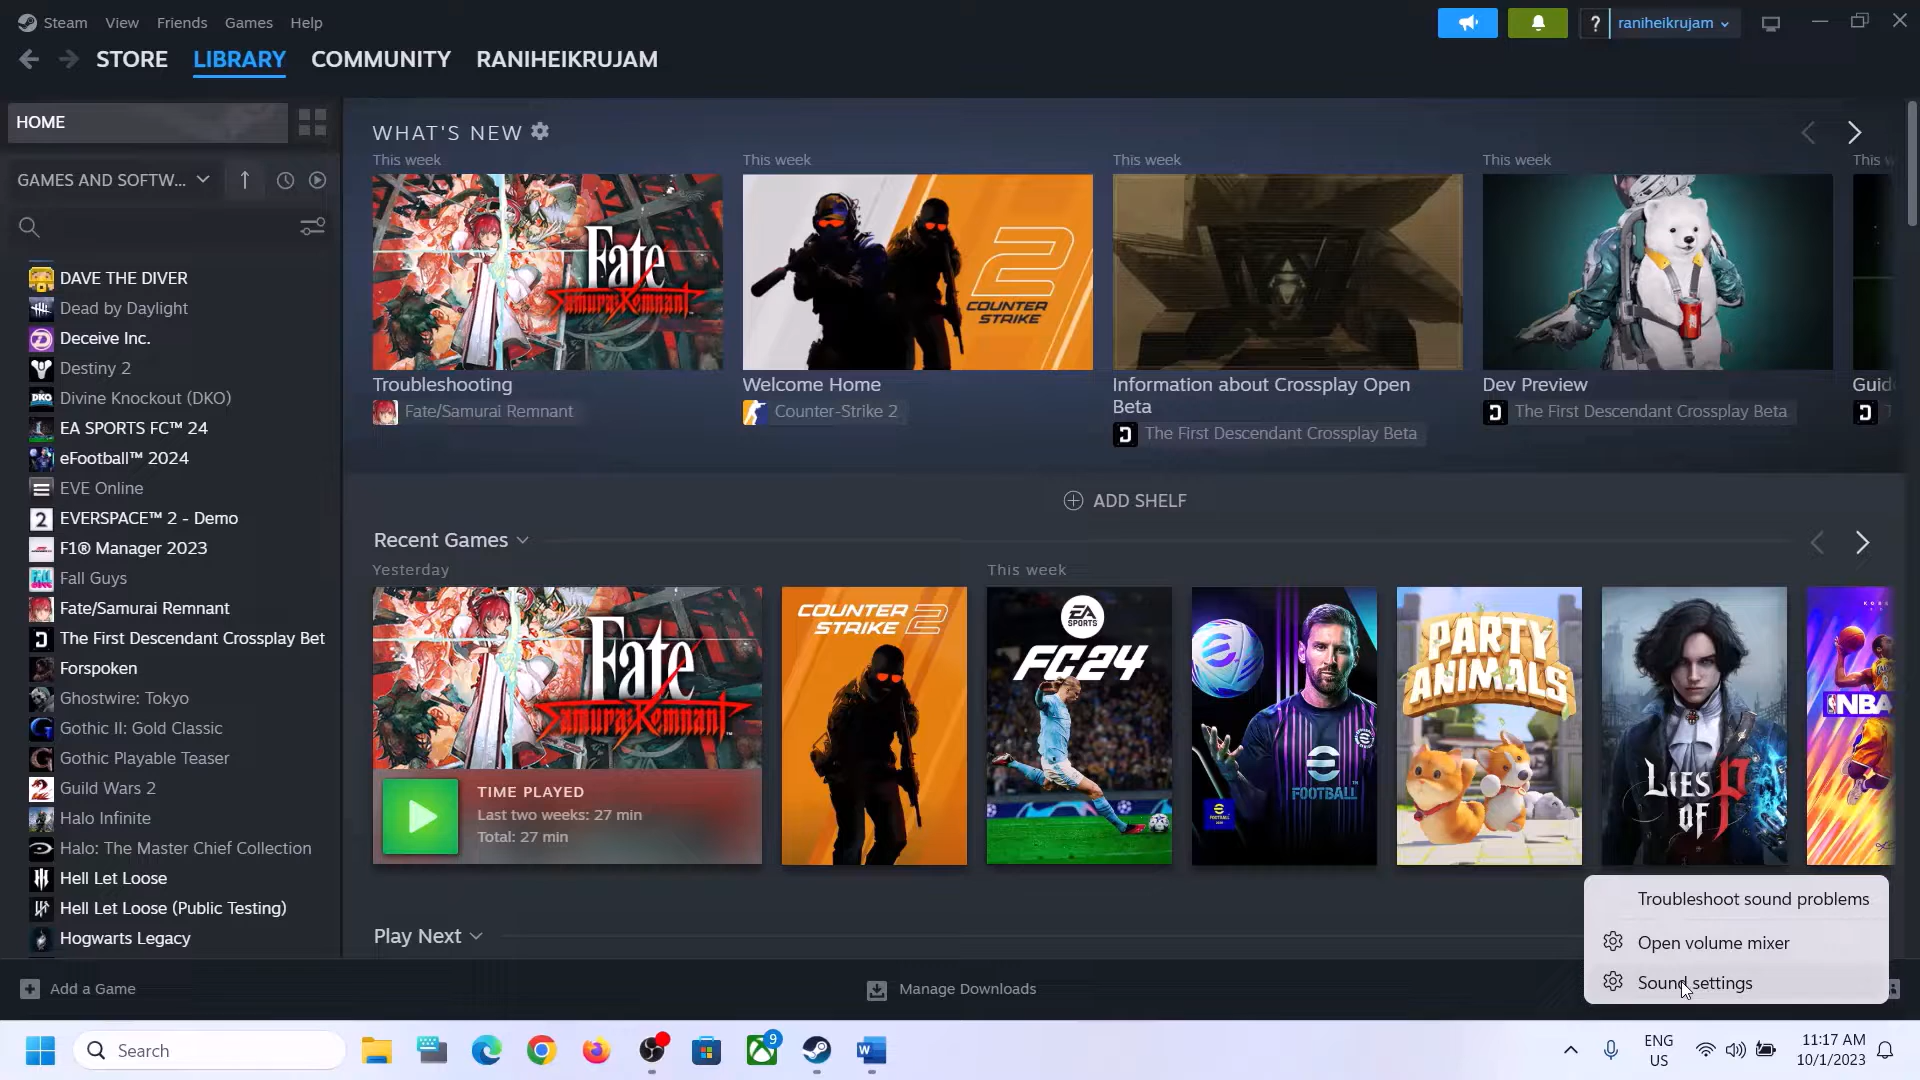 Steam View Friends Games Help
? raniheikrujam
STORE LIBRARY COMMUNITY RANIHEIKRUJAM
HOME
GAMES AND SOFTW...
DAVE THE DIVER
Dead by Daylight
Deceive Inc.
Destiny 2
Divine Knockout (DKO)
EA SPORTS FC™ 24
eFootball™ 2024
EVE Online
EVERSPACE™ 2 - Demo
F1® Manager 2023
Fall Guys
Fate/Samurai Remnant
The First Descendant Crossplay Bet
Forspoken
Ghostwire: Tokyo
Gothic II: Gold Classic
Gothic Playable Teaser
Guild Wars 2
Halo Infinite
Halo: The Master Chief Collection
Hell Let Loose
Hell Let Loose (Public Testing)
Hogwarts Legacy
WHAT'S NEW
This week This week This week This week This w
Fate
Samurai Remnant
2
COUNTER
STRIKE
Troubleshooting
Fate/Samurai Remnant
Welcome Home
Counter-Strike 2
Information about Crossplay Open
Beta
The First Descendant Crossplay Beta
Dev Preview
The First Descendant Crossplay Beta
Guid
ADD SHELF
Recent Games
Yesterday
This week
Fate
Samurai Remnant
TIME PLAYED
Last two weeks: 27 min
Total: 27 min
COUNTER
STRIKE 2
EA
SPORTS
FC24
FOOTBALL
PARTY
ANIMALS
LIES
OF P
NBA
Play Next
Troubleshoot sound problems
Open volume mixer
Sound settings
Add a Game
Manage Downloads
Search
9
ENG
US
11:17 AM
10/1/2023